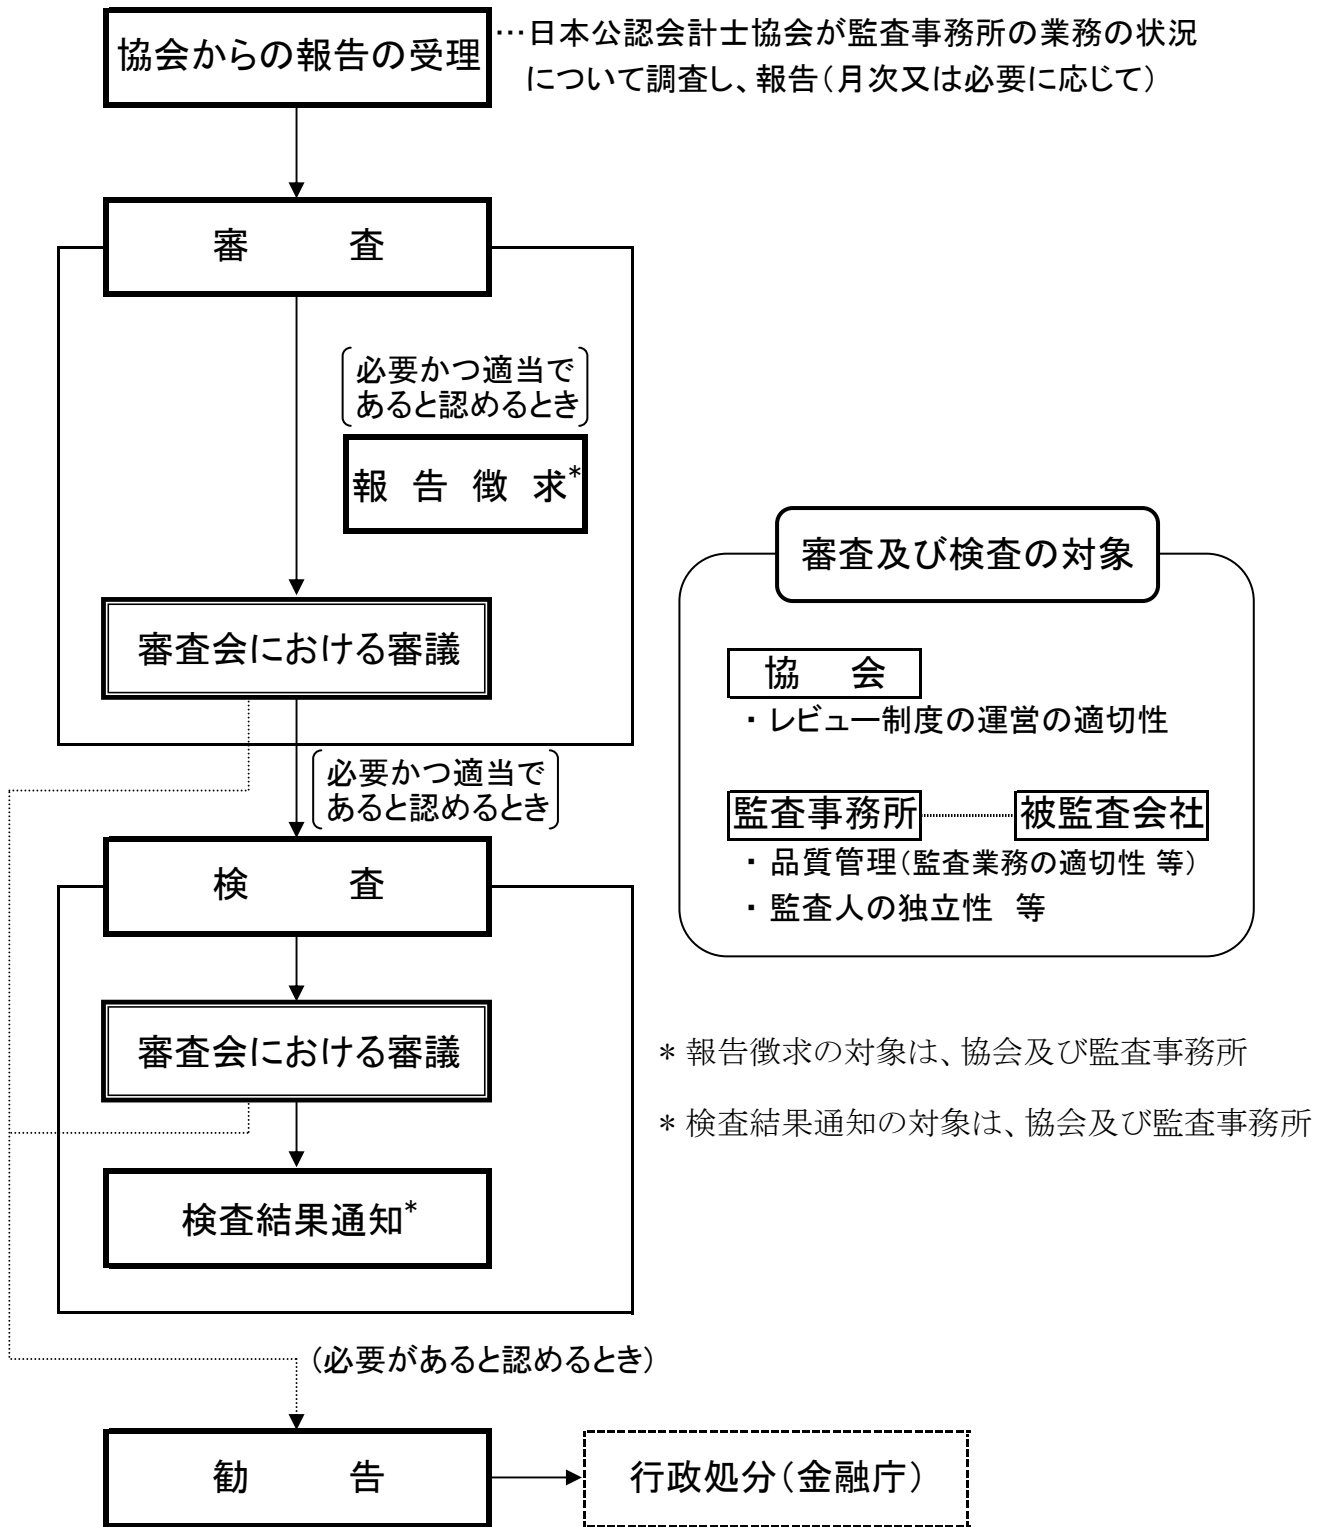 協会からの報告の受理
…日本公認会計士協会が監査事務所の業務の状況
について調査し、報告(月次又は必要に応じて)
審　　査
必要かつ適当で
あると認めるとき
報 告 徴 求*
審査会における審議
必要かつ適当で
あると認めるとき
検　　査
審査会における審議
検査結果通知*
(必要があると認めるとき)
勧　　告
行政処分(金融庁)
審査及び検査の対象
協　会
・レビュー制度の運営の適切性
監査事務所
被監査会社
・品質管理(監査業務の適切性 等)
・監査人の独立性　等
* 報告徴求の対象は、協会及び監査事務所
* 検査結果通知の対象は、協会及び監査事務所